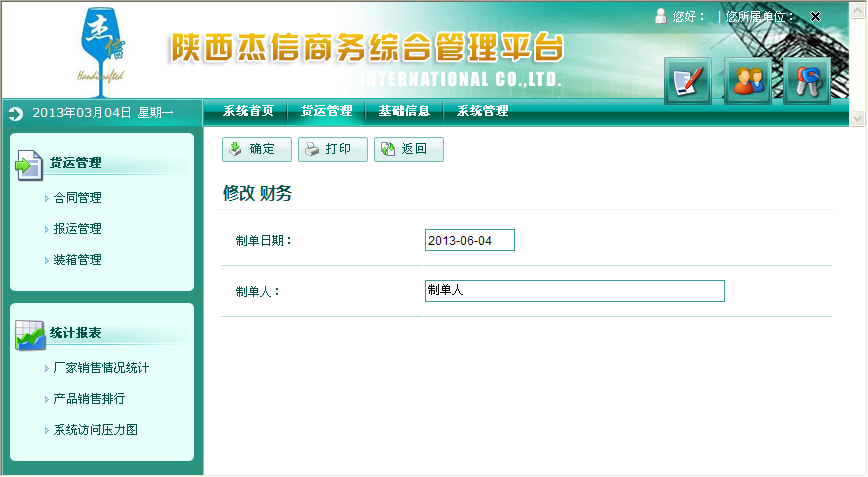 杰信
Handicrafted
陕西杰信商务综合管理平台
INTERNATIONAL CO.,LTD.
您好： | 您所属单位：
2013年03月04日 星期一
系统首页 货运管理 基础信息 系统管理
货运管理
合同管理
报运管理
装箱管理
统计报表
厂家销售情况统计
产品销售排行
系统访问压力图
确定 打印 返回
修改 财务
制单日期： 2013-06-04
制单人： 制单人